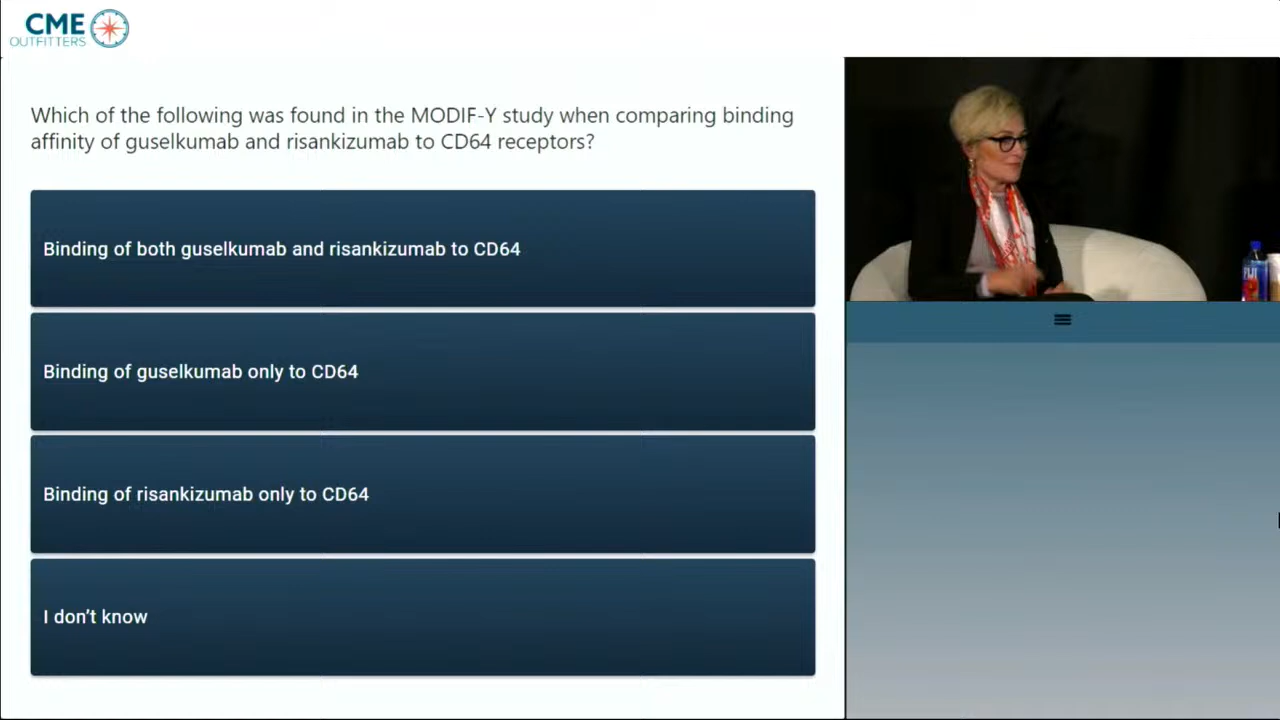 CME
OUTFITTERS
Which of the following was found in the MODIF-Y study when comparing binding
affinity of guselkumab and risankizumab to CD64 receptors?
Binding of both guselkumab and risankizumab to CD64
Binding of guselkumab only to CD64
Binding of risankizumab only to CD64
I don’t know
FIJI